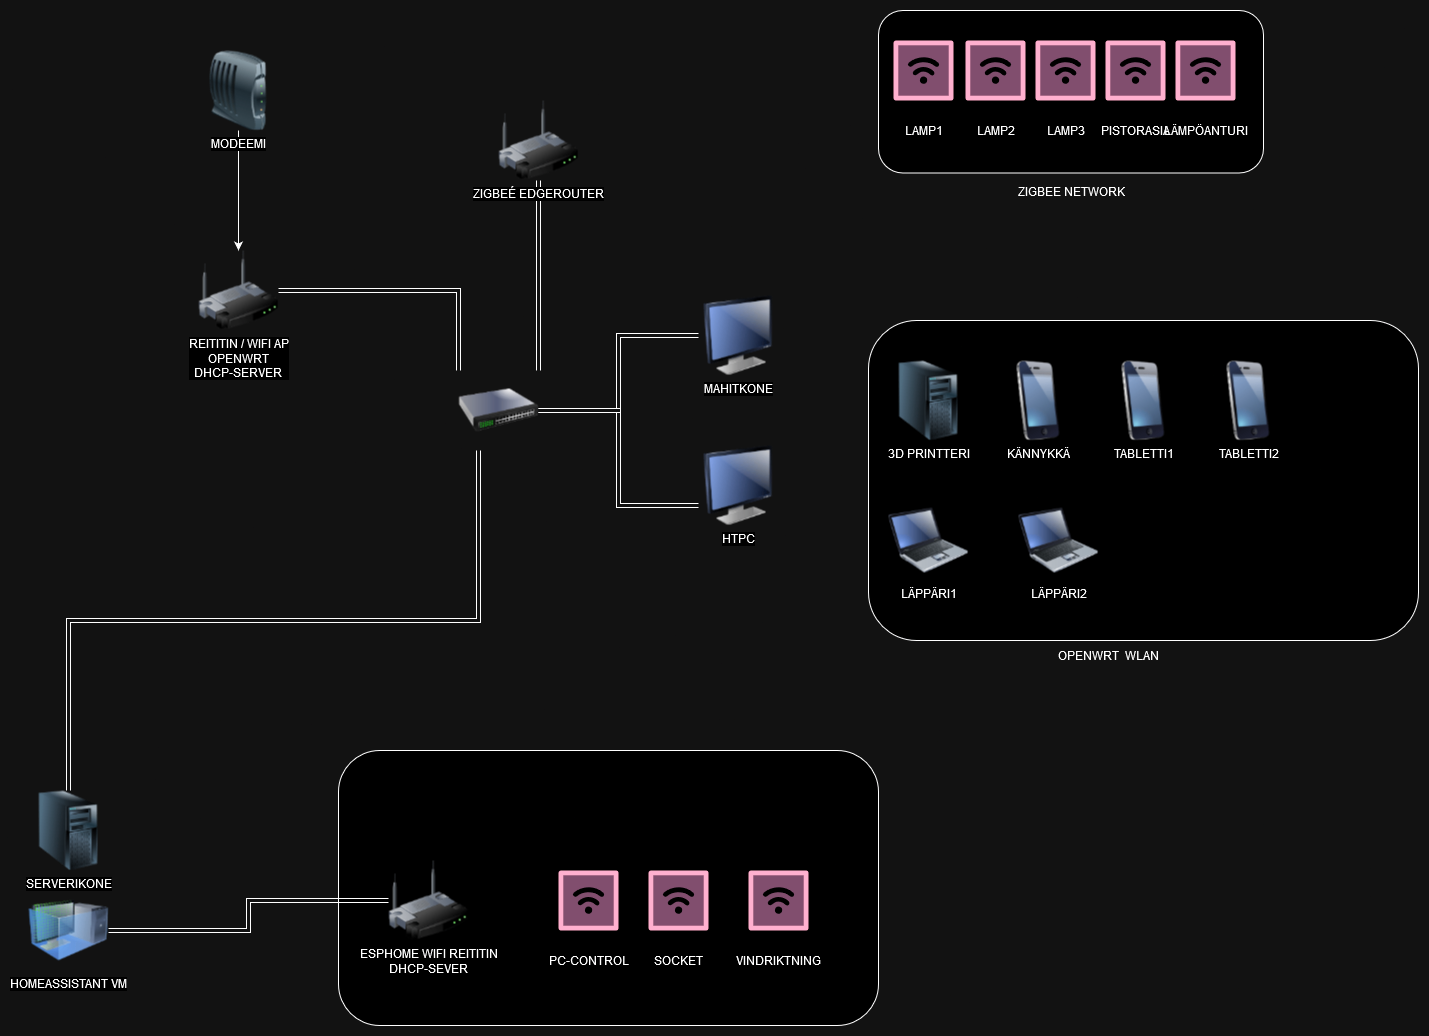 MODEEMI
ZIGBEÉ EDGEROUTER
LAMP1
LAMP2
LAMP3
PISTORASIA
LÄMPÖANTURI
ZIGBEE NETWORK
REITITIN / WIFI AP
OPENWRT
DHCP-SERVER
MAHITKONE
HTPC
3D PRINTTERI
KÄNNYKKÄ
TABLETTI1
TABLETTI2
LÄPPÄRI1
LÄPPÄRI2
OPENWRT WLAN
SERVERIKONE
HOMEASSISTANT VM
ESPHOME WIFI REITITIN
DHCP-SEVER
PC-CONTROL
SOCKET
VINDRIKTNING